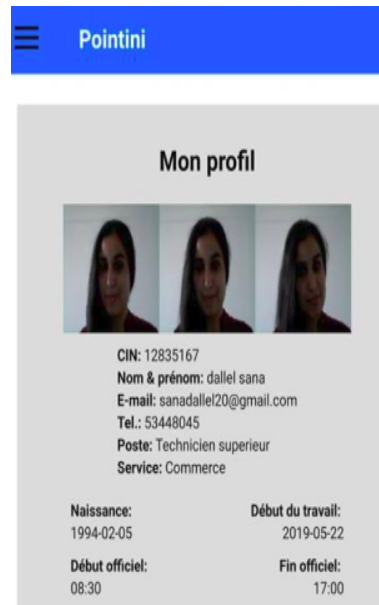 Pointini
Mon profil
CIN: 12835167
Nom & prénom: dallel sana
E-mail: sanadallel20@gmail.com
Tel.: 53448045
Poste: Technicien superieur
Service: Commerce
Naissance: Début du travail:
1994-02-05 2019-05-22
Début officiel: Fin officiel:
08:30 17:00